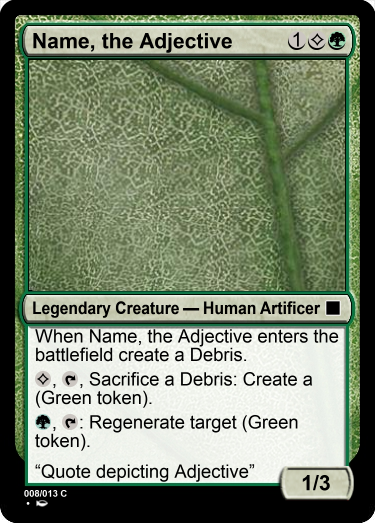 Name, the Adjective 1
Legendary Creature — Human Artificer
When Name, the Adjective enters the
battlefield create a Debris.
, , Sacrifice a Debris: Create a
(Green token).
, : Regenerate target (Green
token).
“Quote depicting Adjective”
1/3
008/013 C